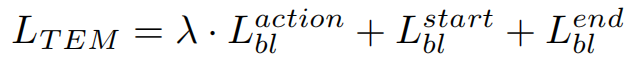 L_{TEM} = λ · L_{bl}^{action} + L_{bl}^{start} + L_{bl}^{end}